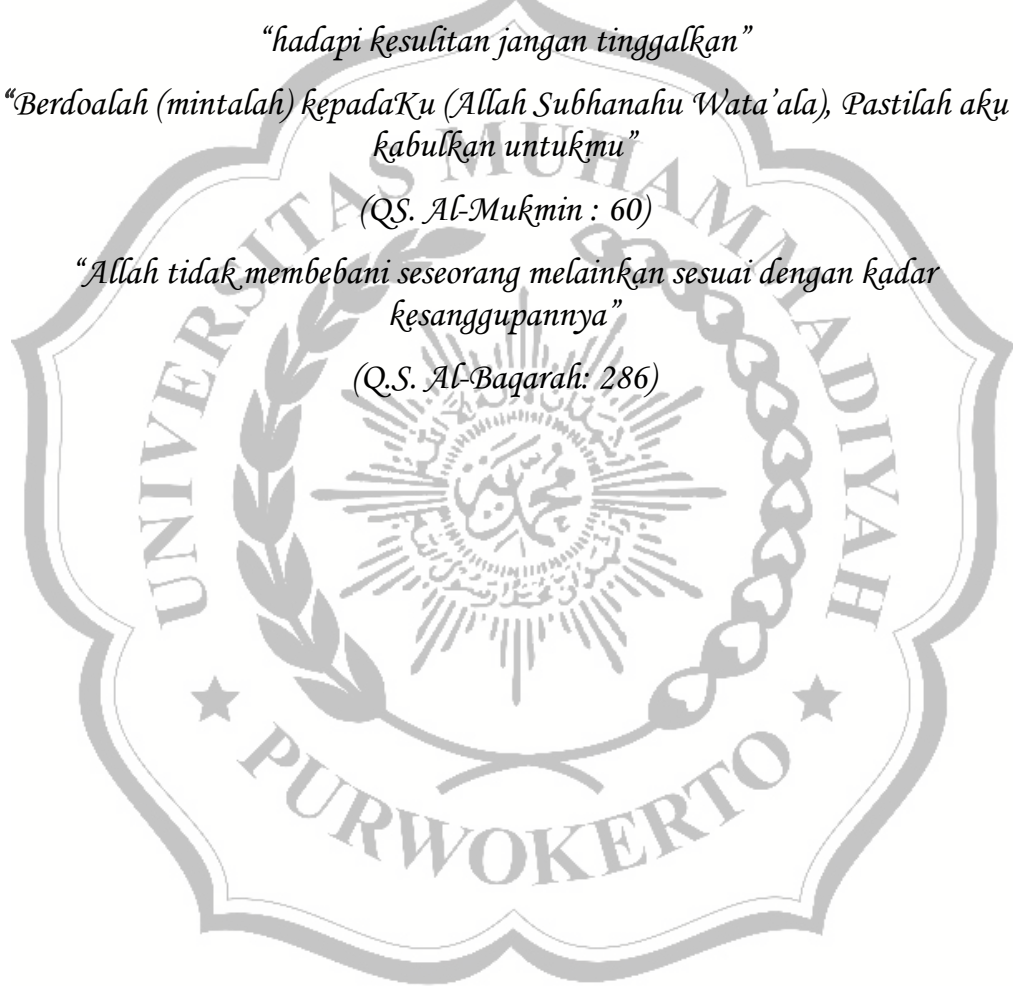 “hadapi kesulitan jangan tinggalkan”
“Berdoalah (mintalah) kepadaKu (Allah Subhanahu Wata’ala), Pastilah aku
kabulkan untukmu”
(QS. Al-Mukmin : 60)
“Allah tidak membebani seseorang melainkan sesuai dengan kadar
kesanggupannya”
(Q.S. Al-Baqarah: 286)
UNIVERSITAS MUHAMMADIYAH
محمد
PURWOKERTO